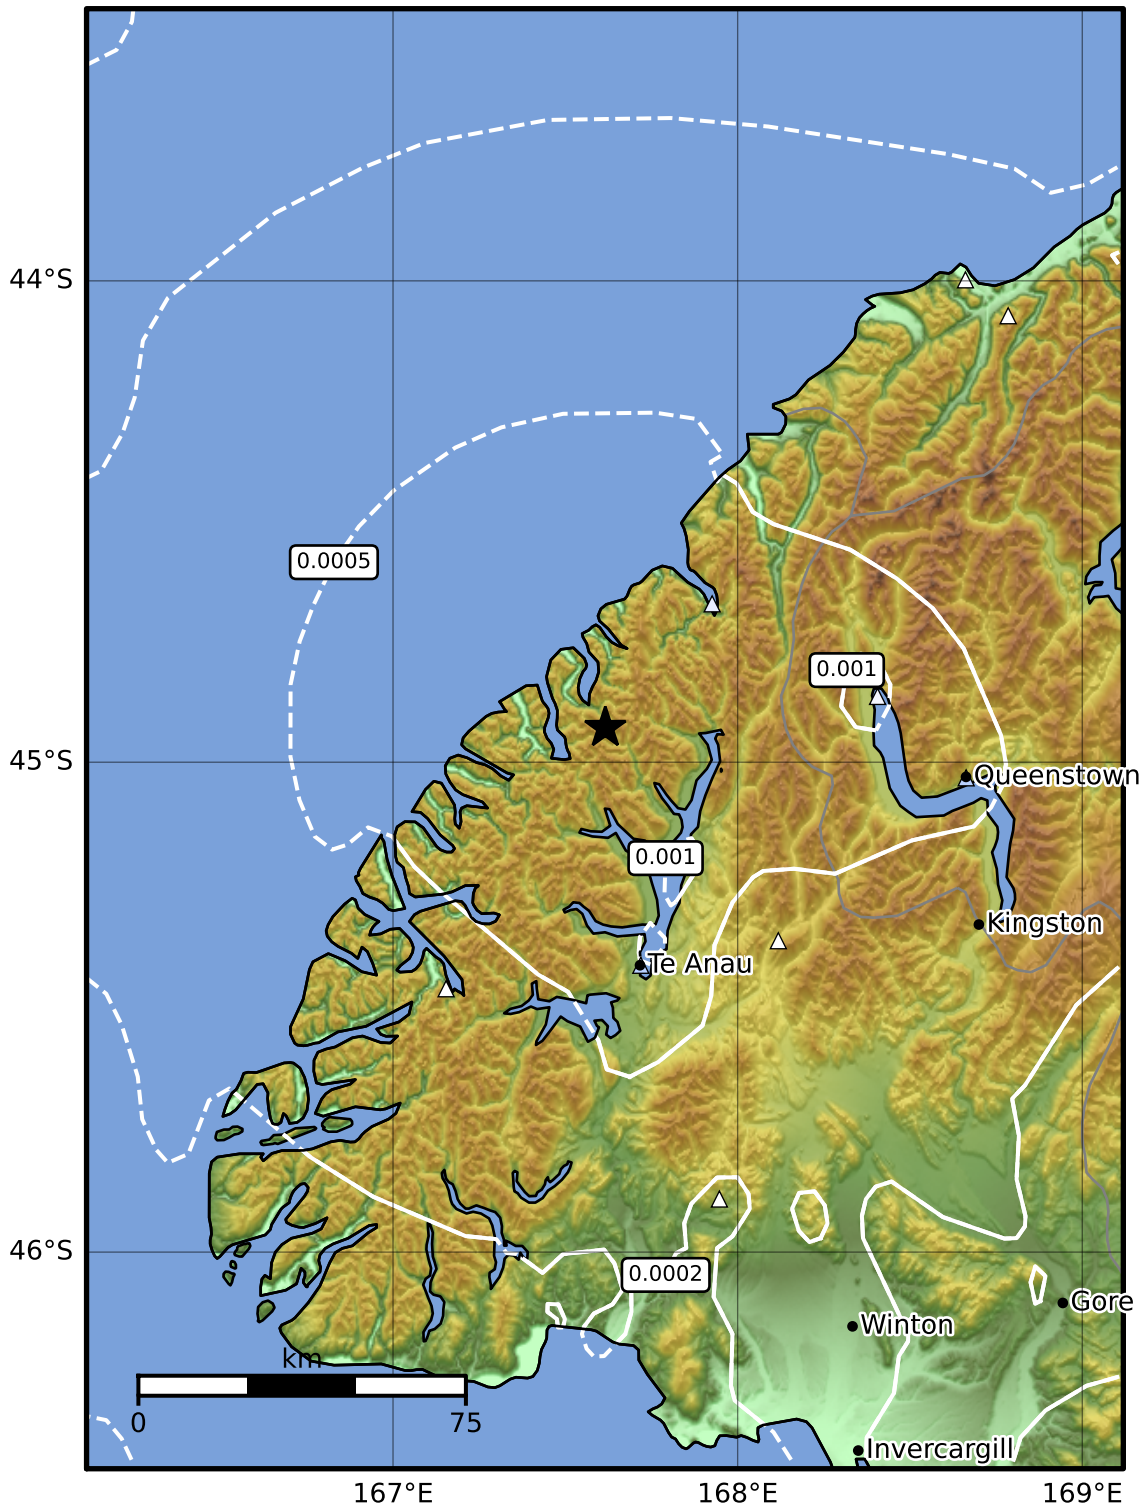 44°S
0.0005
0.001
45°S
Queenstown
0.001
Kingston
Te Anau
46°S
0.0002
Gore
Winton
km
0
75
Invercargill
167°E
168°E
169°E